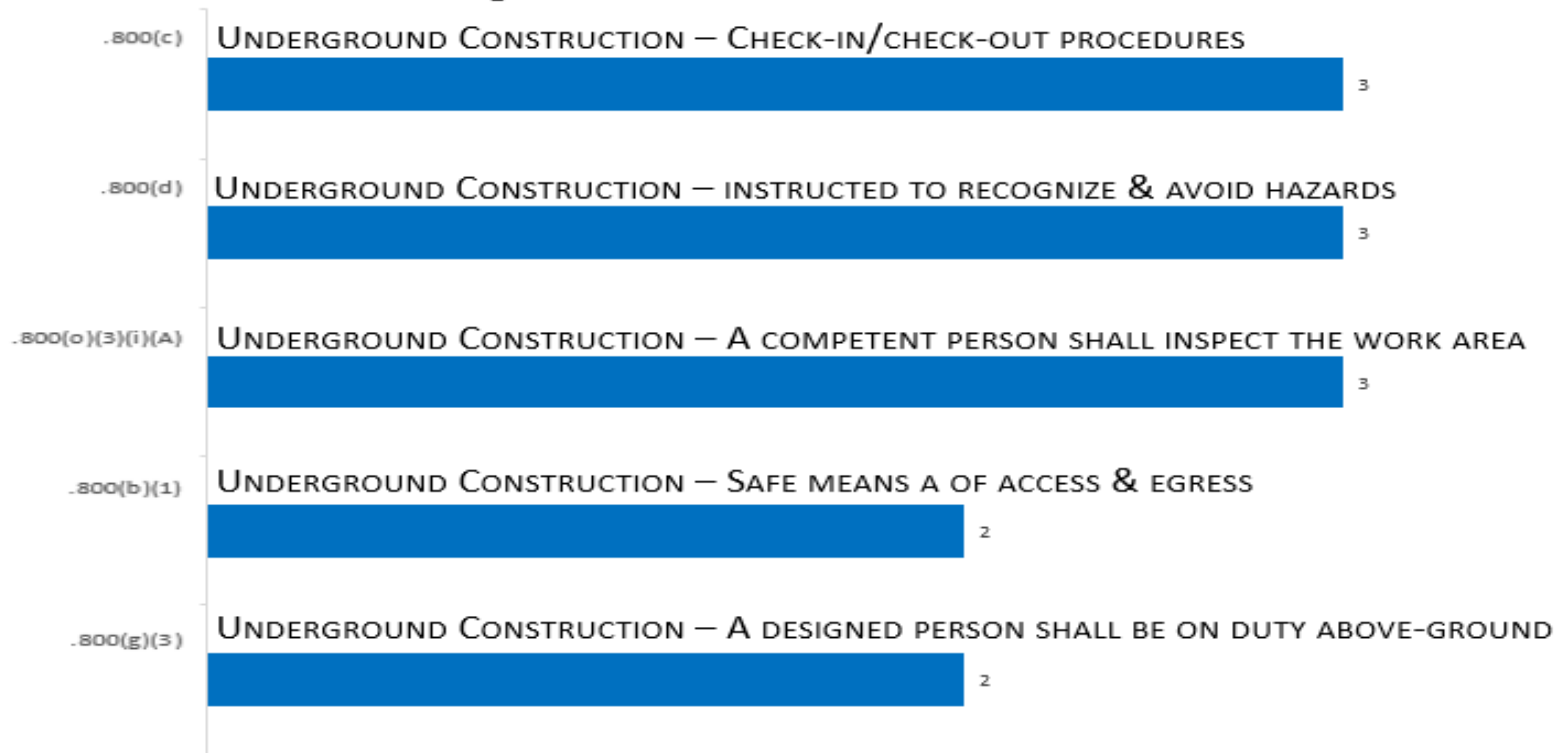 .800(c) Underground Construction – Check-in/check-out procedures
3
.800(d) Underground Construction – instructed to recognize & avoid hazards
3
.800(o)(3)(i)(A) Underground Construction – A competent person shall inspect the work area
3
.800(b)(1) Underground Construction – Safe means a of access & egress
2
.800(g)(3) Underground Construction – A designed person shall be on duty above-ground
2